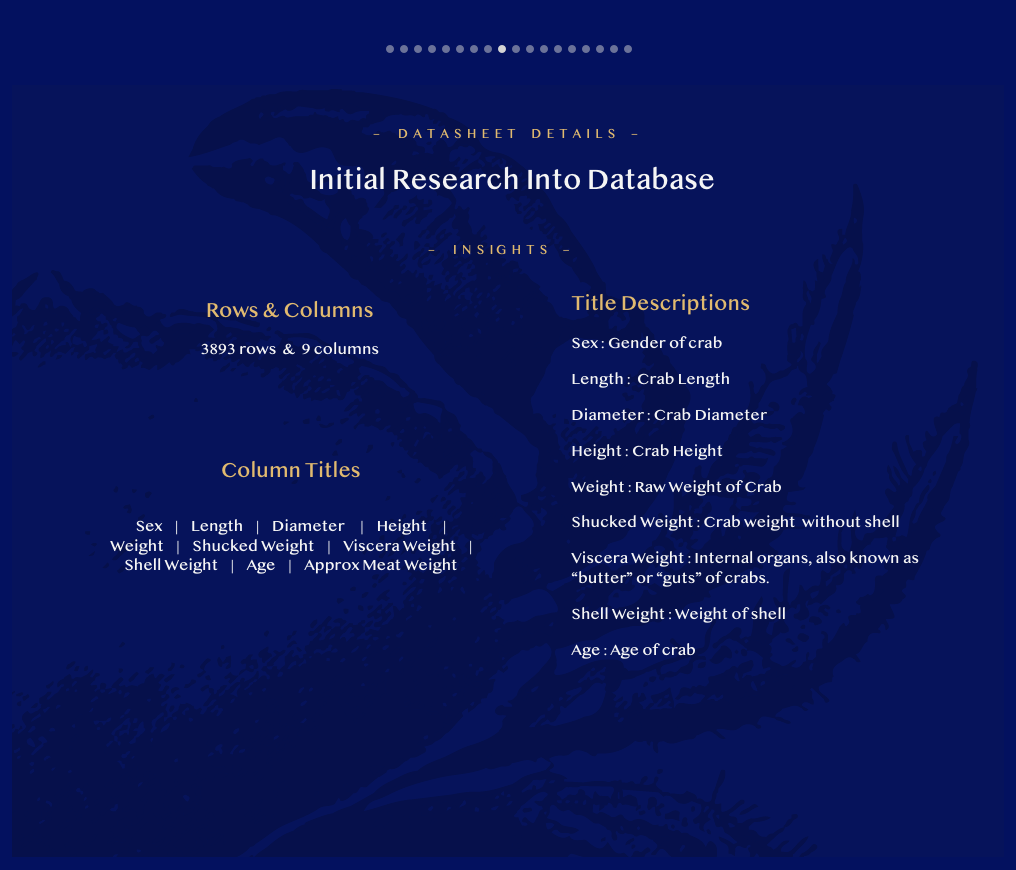 – DATASHEET DETAILS –
Initial Research Into Database
– INSIGHTS –
Rows & Columns
3893 rows & 9 columns
Column Titles
Sex | Length | Diameter | Height |
Weight | Shucked Weight | Viscera Weight |
Shell Weight | Age | Approx Meat Weight
Title Descriptions
Sex : Gender of crab
Length : Crab Length
Diameter : Crab Diameter
Height : Crab Height
Weight : Raw Weight of Crab
Shucked Weight : Crab weight without shell
Viscera Weight : Internal organs, also known as
“butter” or “guts” of crabs.
Shell Weight : Weight of shell
Age : Age of crab